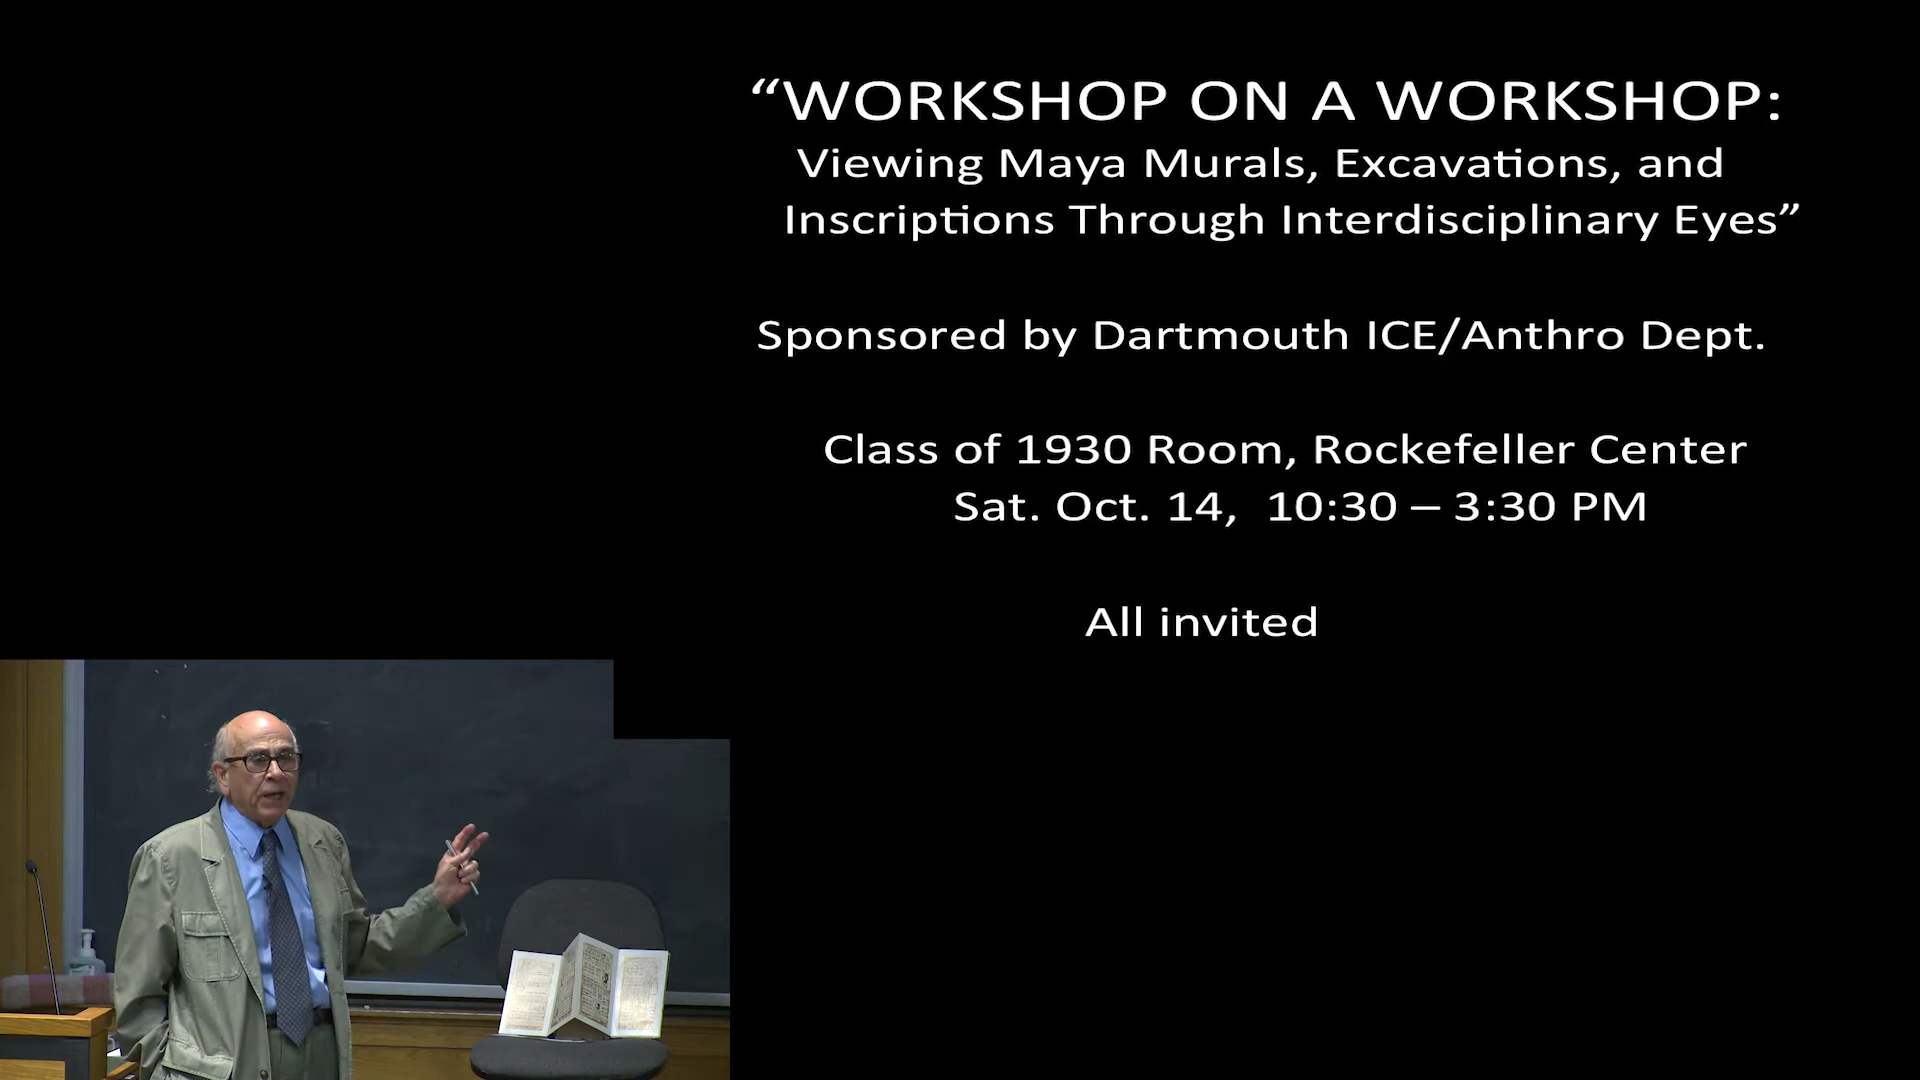 “WORKSHOP ON A WORKSHOP:
Viewing Maya Murals, Excavations, and
Inscriptions Through Interdisciplinary Eyes”
Sponsored by Dartmouth ICE/Anthro Dept.
Class of 1930 Room, Rockefeller Center
Sat. Oct. 14, 10:30 – 3:30 PM
All invited